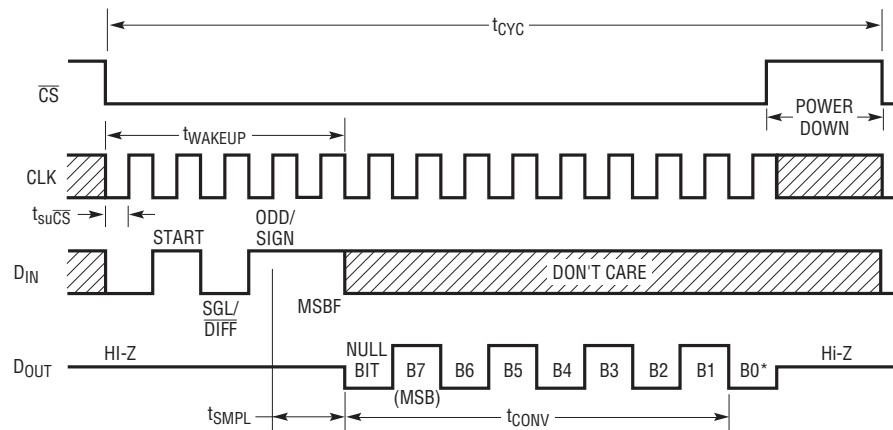 tCYC
CS
POWER
DOWN
tWAKEUP
CLK
tsuCS
START
ODD/
SIGN
DIN
DON'T CARE
SGL/
DIFF
MSBF
HI-Z
NULL
BIT
B7
(MSB)
B6
B5
B4
B3
B2
B1
B0*
Hi-Z
DOUT
tSMPL
tCONV